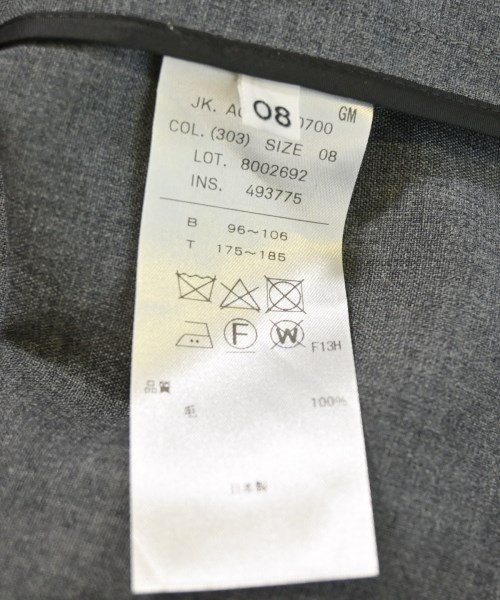 JK. A 08 0700 GM
COL. (303) SIZE 08
LOT. 8002692
INS. 493775
B 96~106
T 175~185
F W F13H
品質
毛 100%
日本製